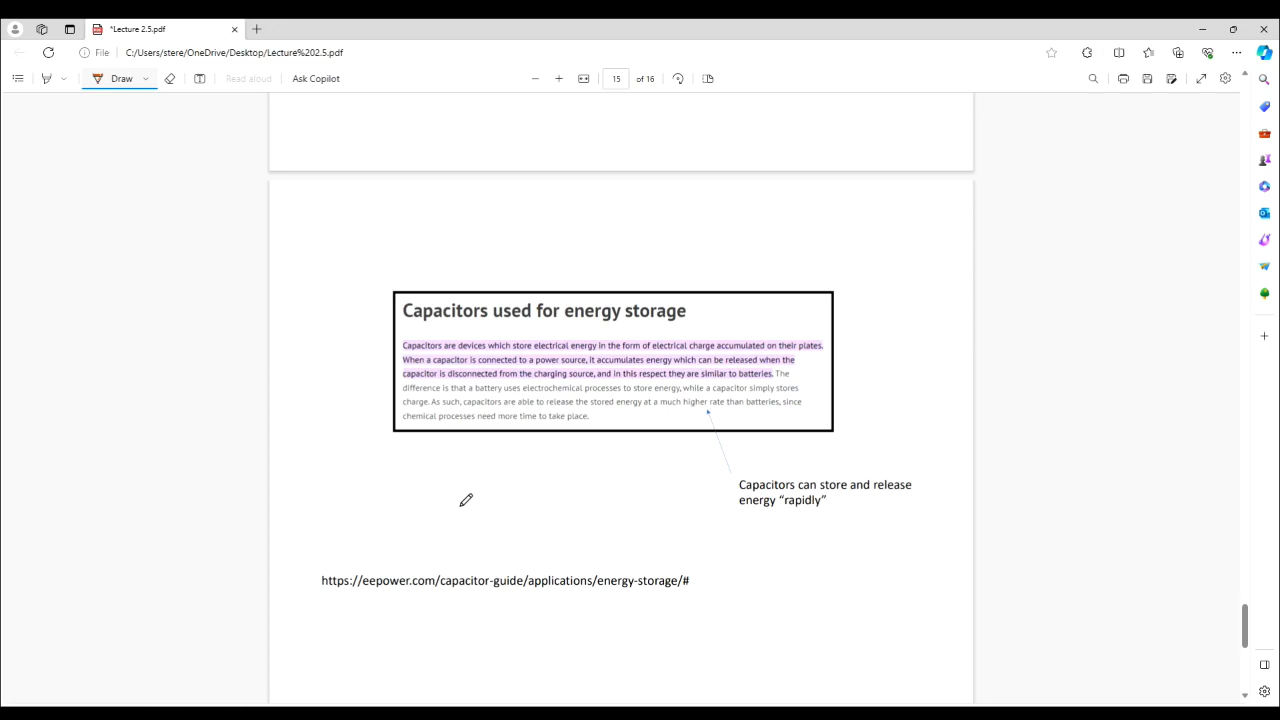 *Lecture 2.5.pdf
File
C:/Users/stere/OneDrive/Desktop/Lecture%202.5.pdf
Draw
Read aloud
Ask Copilot
15
of 16
Capacitors used for energy storage
Capacitors are devices which store electrical energy in the form of electrical charge accumulated on their plates.
When a capacitor is connected to a power source, it accumulates energy which can be released when the
capacitor is disconnected from the charging source, and in this respect they are similar to batteries. The
difference is that a battery uses electrochemical processes to store energy, while a capacitor simply stores
charge. As such, capacitors are able to release the stored energy at a much higher rate than batteries, since
chemical processes need more time to take place.
Capacitors can store and release
energy “rapidly”
https://eepower.com/capacitor-guide/applications/energy-storage/#